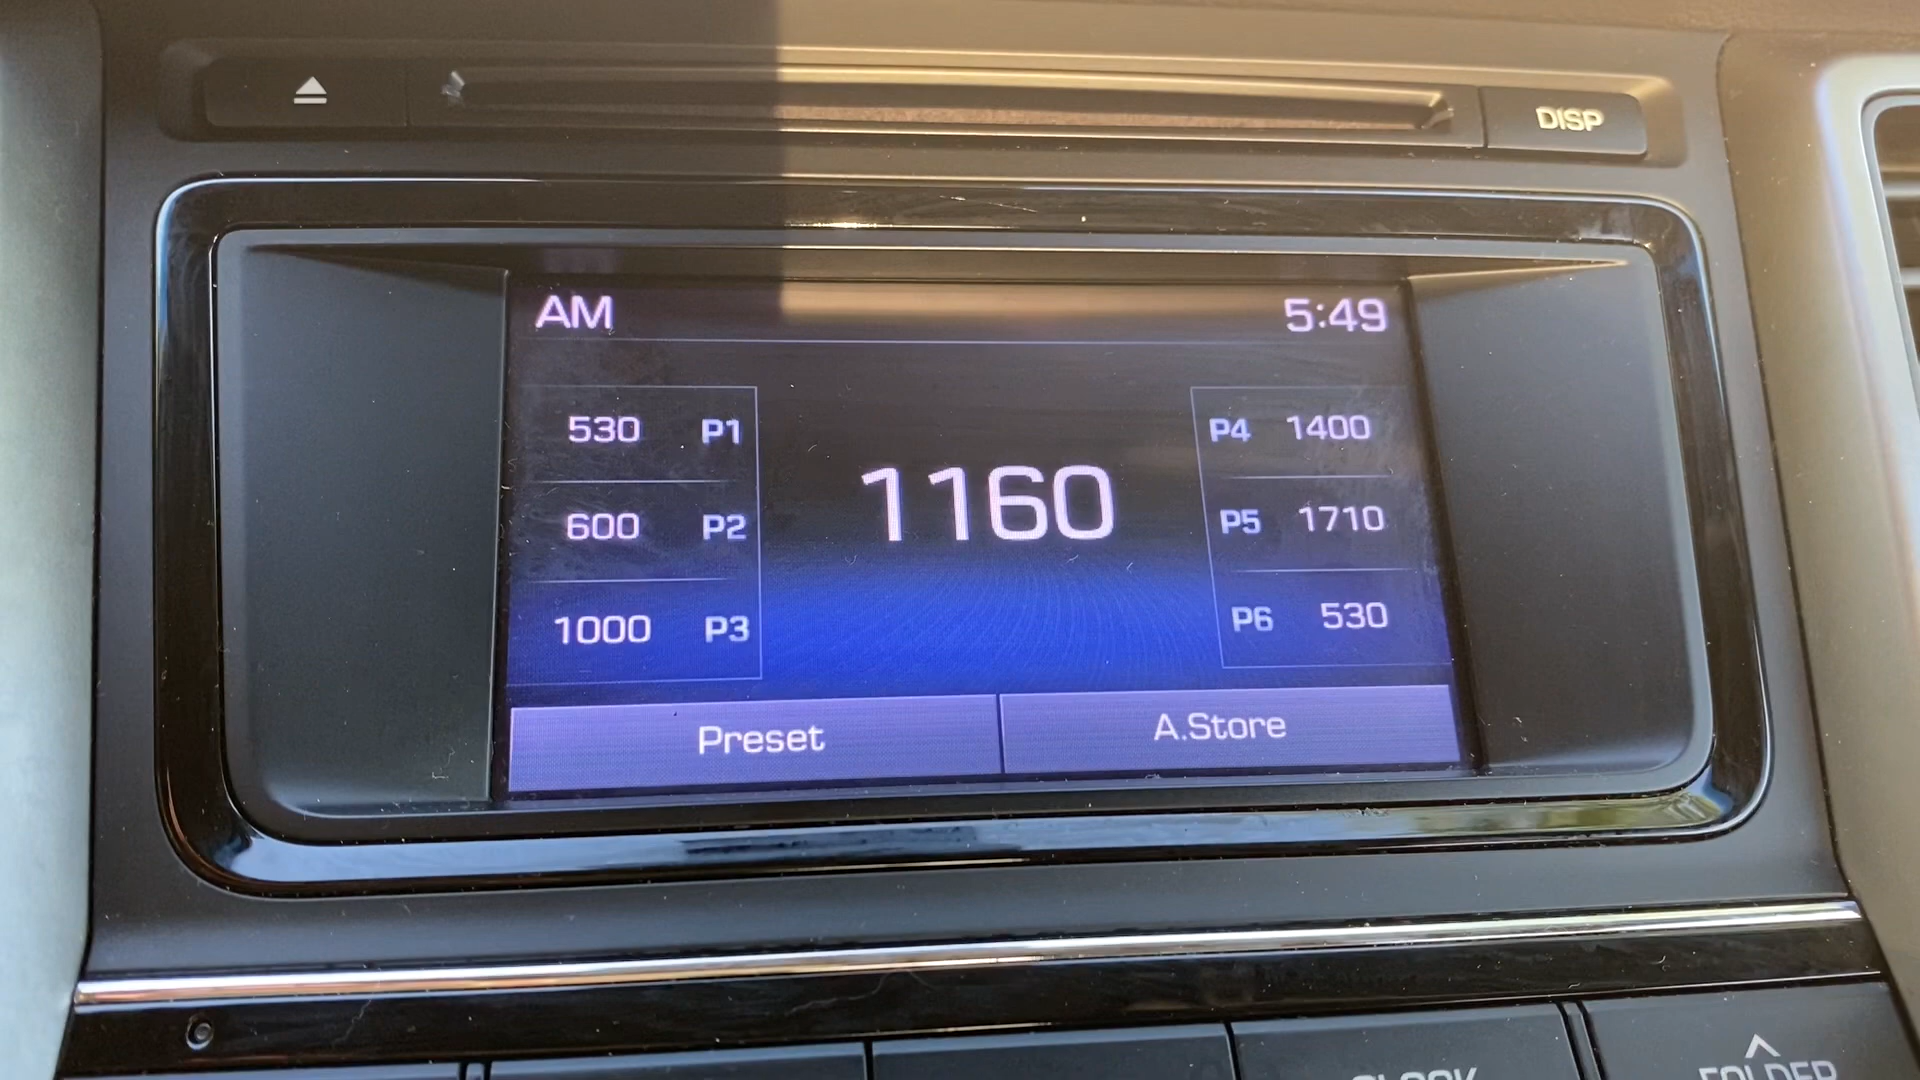 DISP
AM 5:49
530 P1
600 P2
1000 P3
1160
P4 1400
P5 1710
P6 530
Preset A.Store
CLOCK
FOLDER